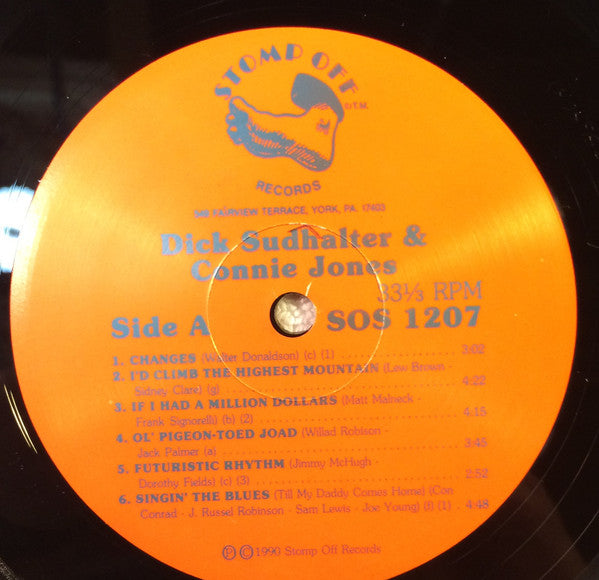 STOMP OFF
®T.M.
RECORDS
549 FAIRVIEW TERRACE, YORK, PA. 17403
Dick Sudhalter &
Connie Jones
33⅓ RPM
Side A SOS 1207
1. CHANGES (Walter Donaldson) (c) (1) 3:02
2. I'D CLIMB THE HIGHEST MOUNTAIN (Lew Brown -
Sidney Clare) (g) 4:22
3. IF I HAD A MILLION DOLLARS (Matt Malneck -
Frank Signorelli) (b) (2) 4:15
4. OL' PIGEON-TOED JOAD (Willad Robison -
Jack Palmer (a) 3:45
5. FUTURISTIC RHYTHM (Jimmy McHugh -
Dorothy Fields) (c) (3) 2:52
6. SINGIN' THE BLUES (Till My Daddy Comes Home) (Con
Conrad - J. Russel Robinson - Sam Lewis - Joe Young) (f) (1) 4:48
Ⓟ © 1990 Stomp Off Records